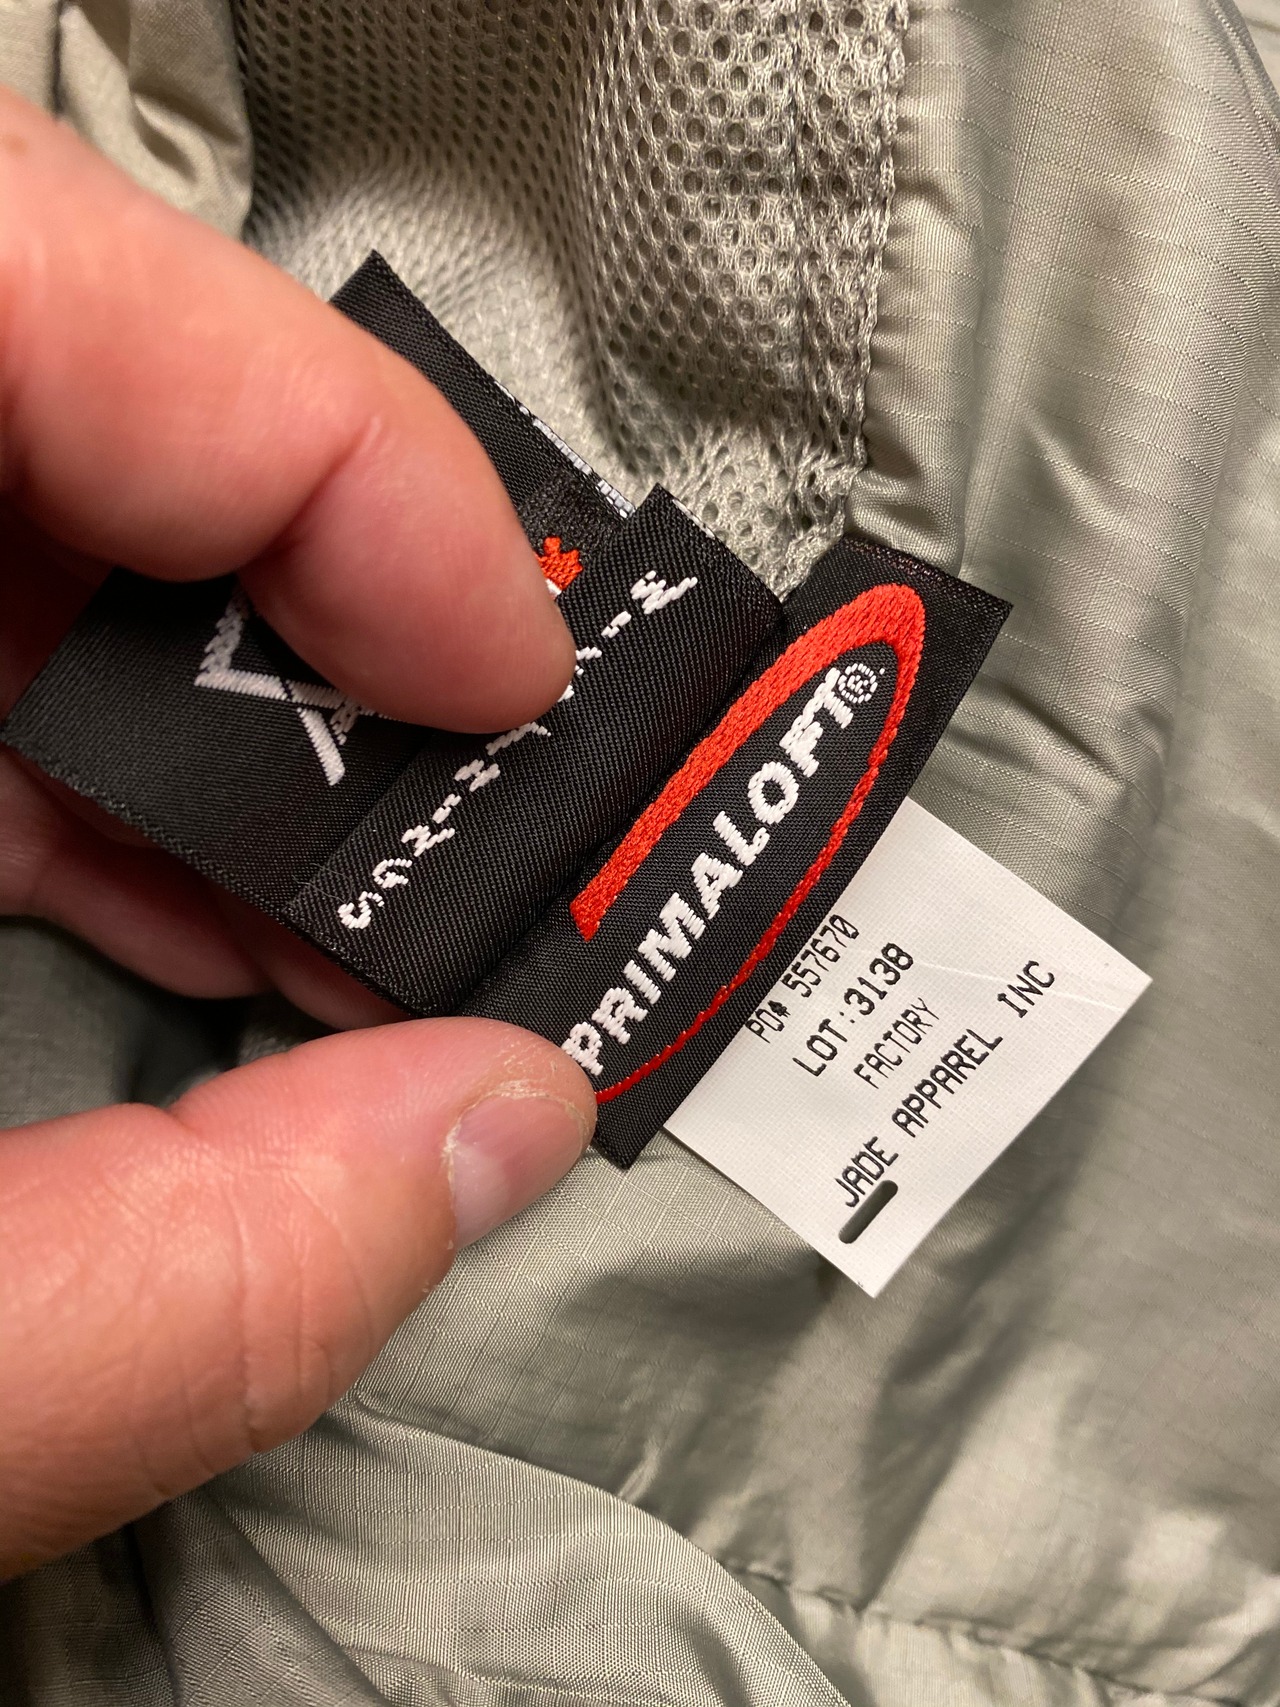 PRIMALOFT®
PO# 557670
LOT:3138
FACTORY
JADE APPAREL INC